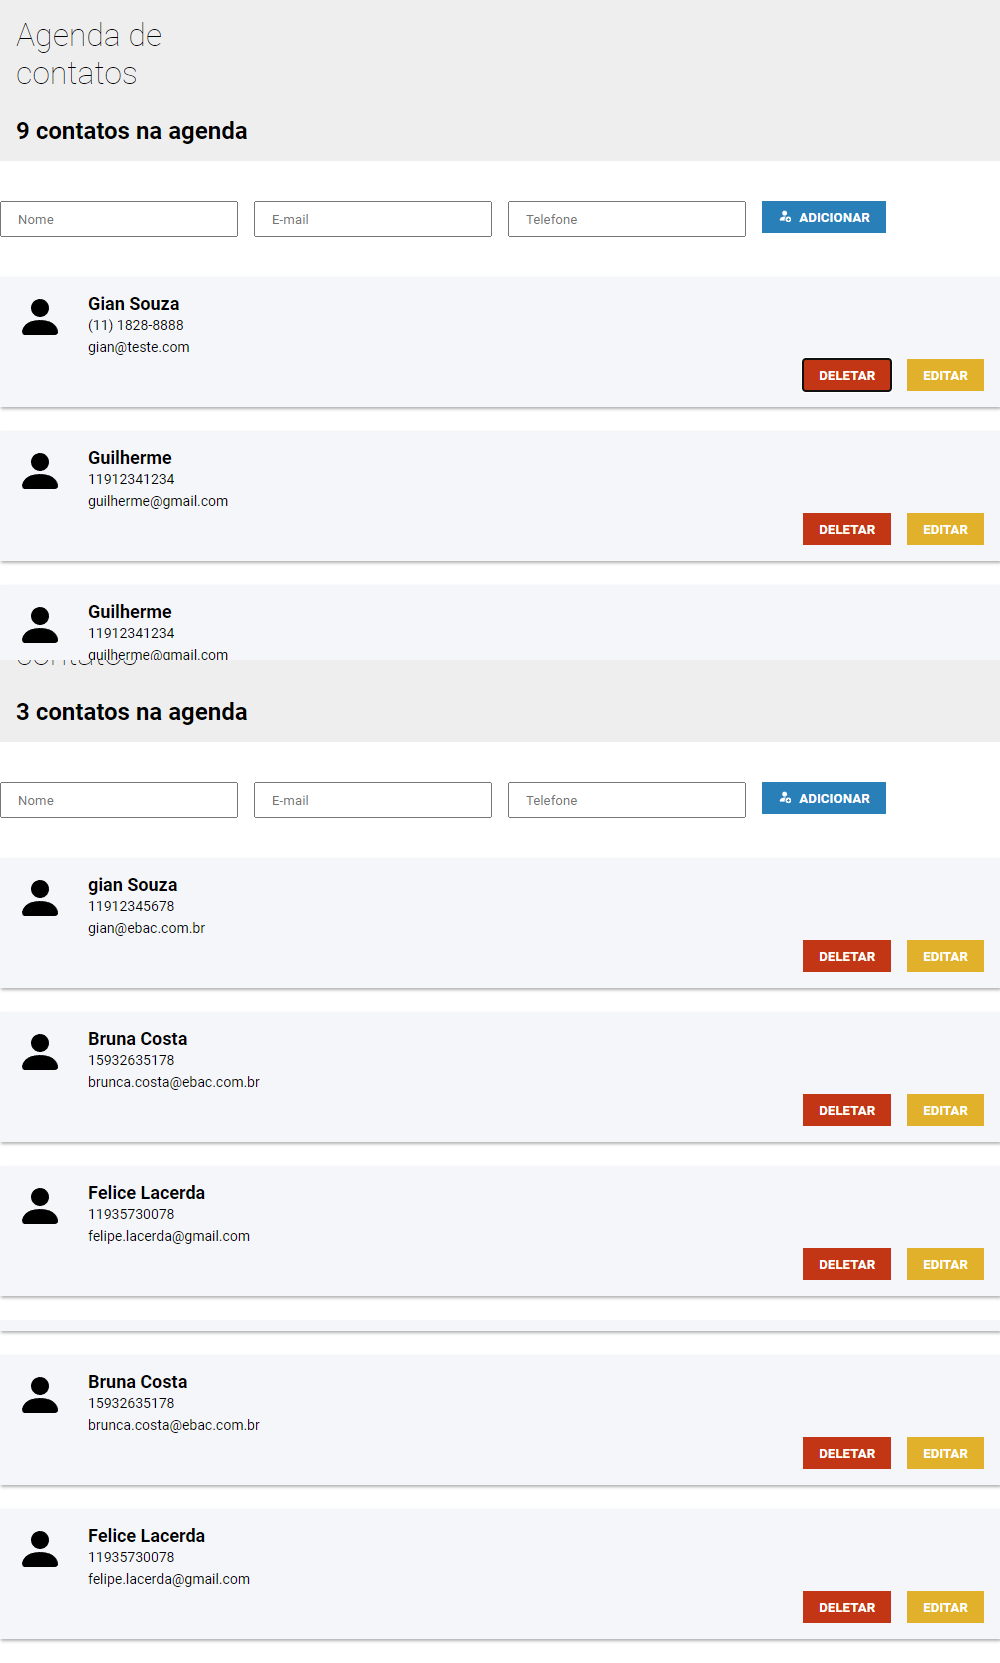 Agenda de
contatos
9 contatos na agenda
Nome E-mail Telefone ADICIONAR
Gian Souza
(11) 1828-8888
gian@teste.com
DELETAR EDITAR
Guilherme
11912341234
guilherme@gmail.com
DELETAR EDITAR
Guilherme
11912341234
guilherme@gmail.com
contatos
3 contatos na agenda
Nome E-mail Telefone ADICIONAR
gian Souza
11912345678
gian@ebac.com.br
DELETAR EDITAR
Bruna Costa
15932635178
brunca.costa@ebac.com.br
DELETAR EDITAR
Felice Lacerda
11935730078
felipe.lacerda@gmail.com
DELETAR EDITAR
Bruna Costa
15932635178
brunca.costa@ebac.com.br
DELETAR EDITAR
Felice Lacerda
11935730078
felipe.lacerda@gmail.com
DELETAR EDITAR